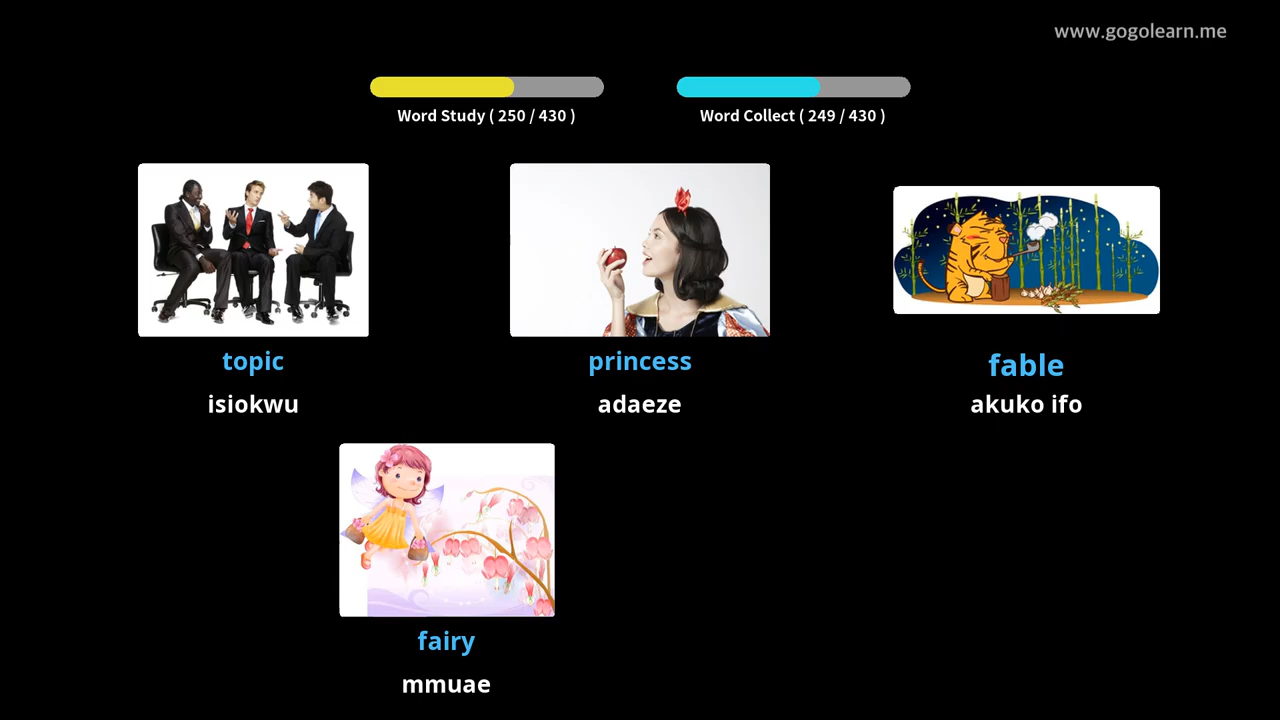 www.gogolearn.me
Word Study ( 250 / 430 )
Word Collect ( 249 / 430 )
topic
isiokwu
princess
adaeze
fable
akuko ifo
fairy
mmuae